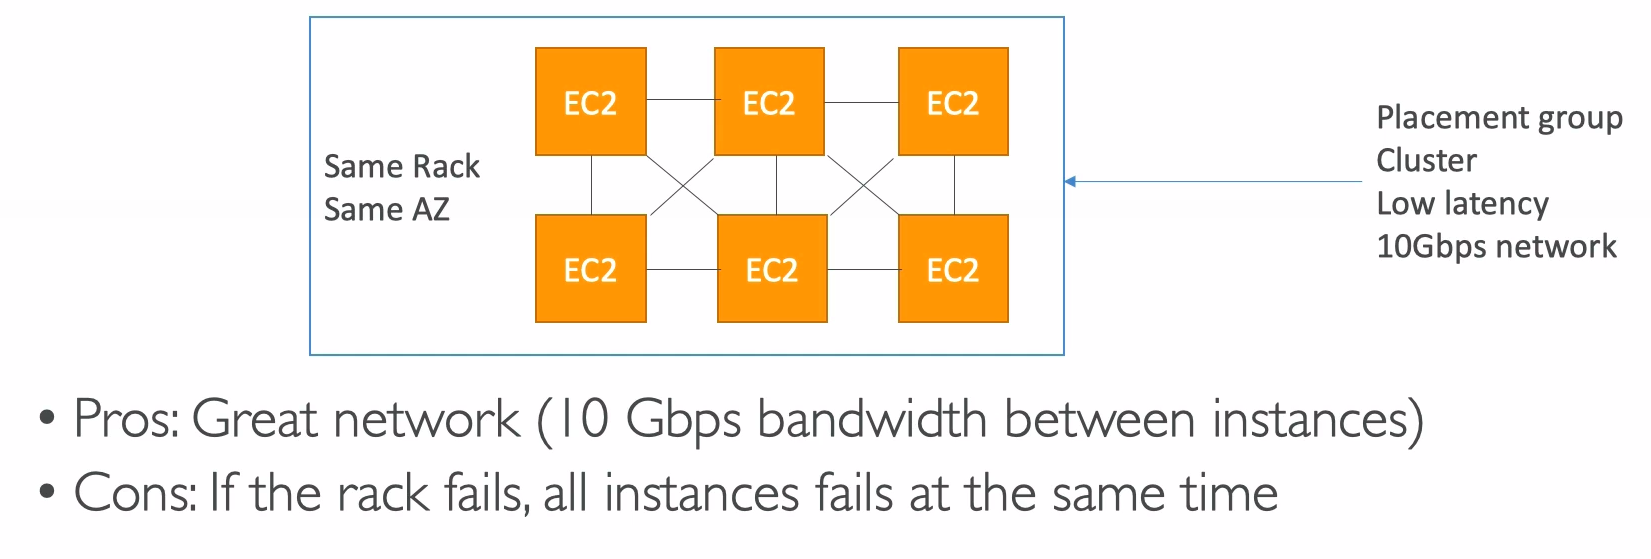 EC2 EC2 EC2
Same Rack
Same AZ
EC2 EC2 EC2
Placement group
Cluster
Low latency
10Gbps network
• Pros: Great network (10 Gbps bandwidth between instances)
• Cons: If the rack fails, all instances fails at the same time